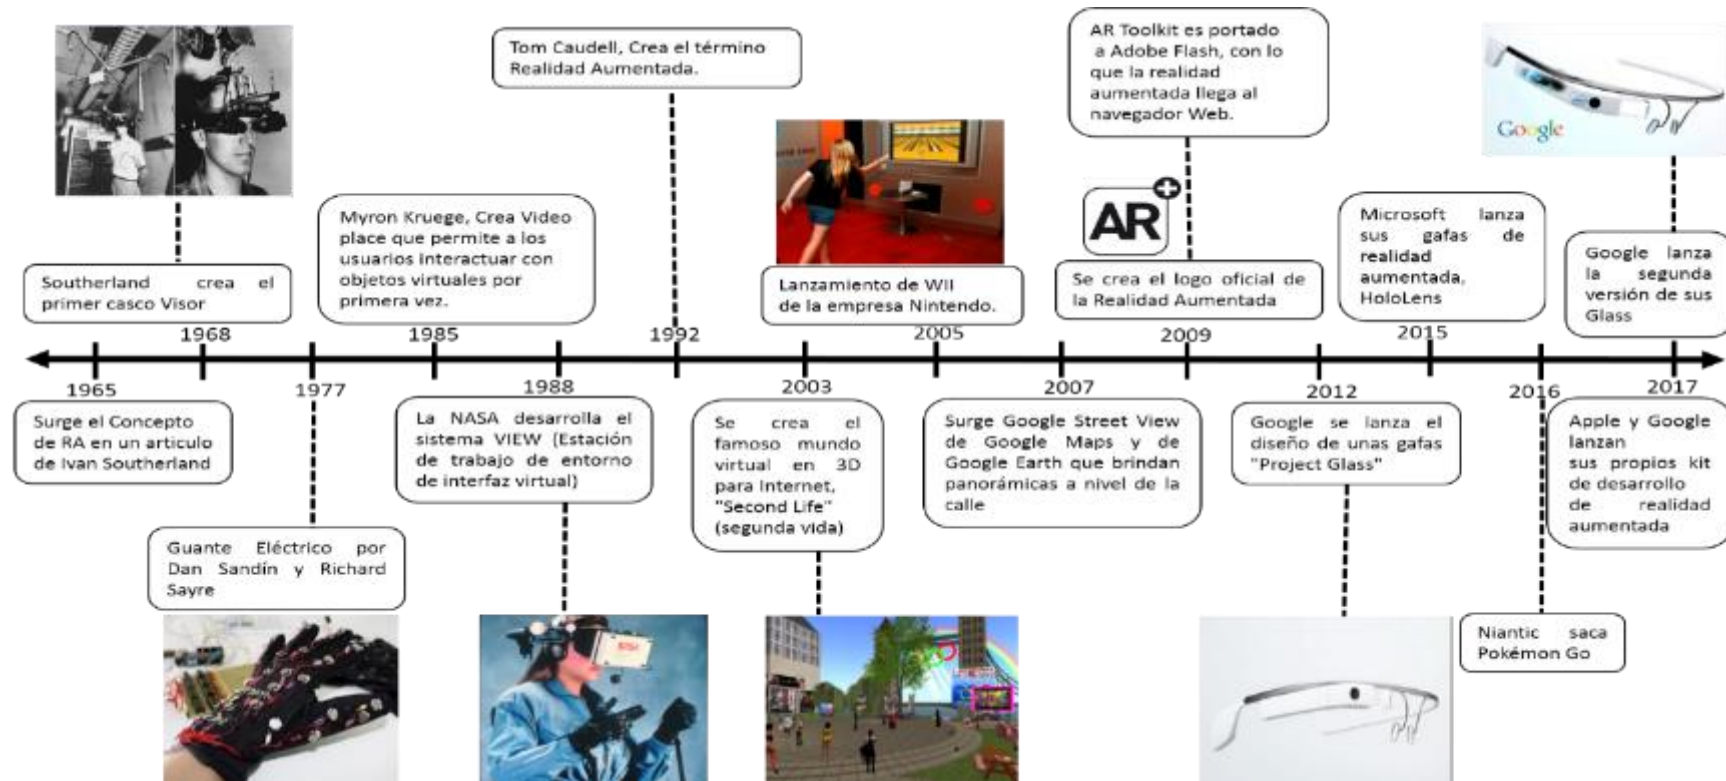 Southerland crea el
primer casco Visor
1968
Myron Kruege, Crea Video
place que permite a los
usuarios interactuar con
objetos virtuales por
primera vez.
1985
Tom Caudell, Crea el término
Realidad Aumentada.
1992
Lanzamiento de WII
de la empresa Nintendo.
2005
AR Toolkit es portado
a Adobe Flash, con lo
que la realidad
aumentada llega al
navegador Web.
AR+
Se crea el logo oficial de
la Realidad Aumentada
2009
Microsoft lanza
sus gafas de
realidad
aumentada,
HoloLens
2015
Google
Google lanza
la segunda
versión de sus
Glass
1965
Surge el Concepto
de RA en un articulo
de Ivan Southerland
1977
Guante Eléctrico por
Dan Sandín y Richard
Sayre
1988
La NASA desarrolla el
sistema VIEW (Estación
de trabajo de entorno
de interfaz virtual)
2003
Se crea el
famoso mundo
virtual en 3D
para Internet,
"Second Life"
(segunda vida)
2007
Surge Google Street View
de Google Maps y de
Google Earth que brindan
panorámicas a nivel de la
calle
2012
Google se lanza el
diseño de unas gafas
"Project Glass"
2016
Niantic saca
Pokémon Go
2017
Apple y Google
lanzan
sus propios kit
de desarrollo
de realidad
aumentada